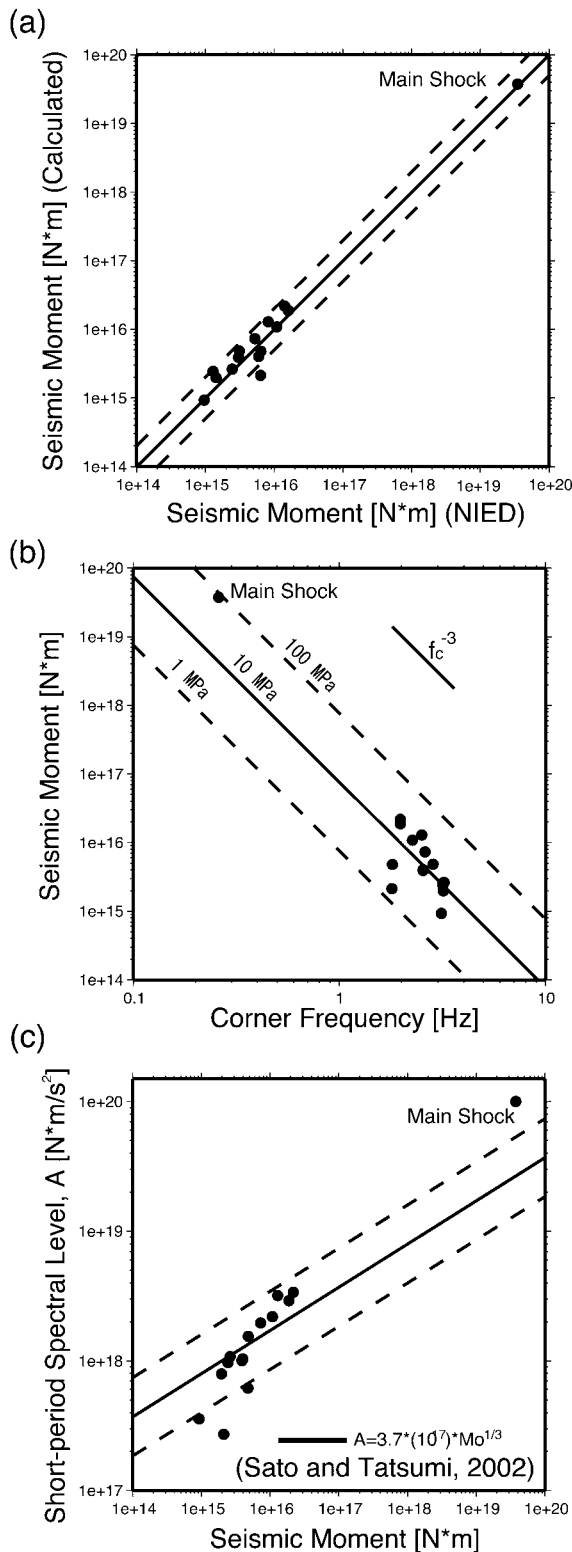 (a)
Seismic Moment [N*m] (Calculated)
1e+20
1e+19
1e+18
1e+17
1e+16
1e+15
1e+14
Main Shock
1e+14 1e+15 1e+16 1e+17 1e+18 1e+19 1e+20
Seismic Moment [N*m] (NIED)
(b)
Seismic Moment [N*m]
1e+20
1e+19
1e+18
1e+17
1e+16
1e+15
1e+14
Main Shock
1 MPa
10 MPa
100 MPa
fc-3
0.1 1 10
Corner Frequency [Hz]
(c)
Short-period Spectral Level, A [N*m/s2]
1e+20
1e+19
1e+18
1e+17
Main Shock
A=3.7*(1017)*Mo1/3
(Sato and Tatsumi, 2002)
1e+14 1e+15 1e+16 1e+17 1e+18 1e+19 1e+20
Seismic Moment [N*m]